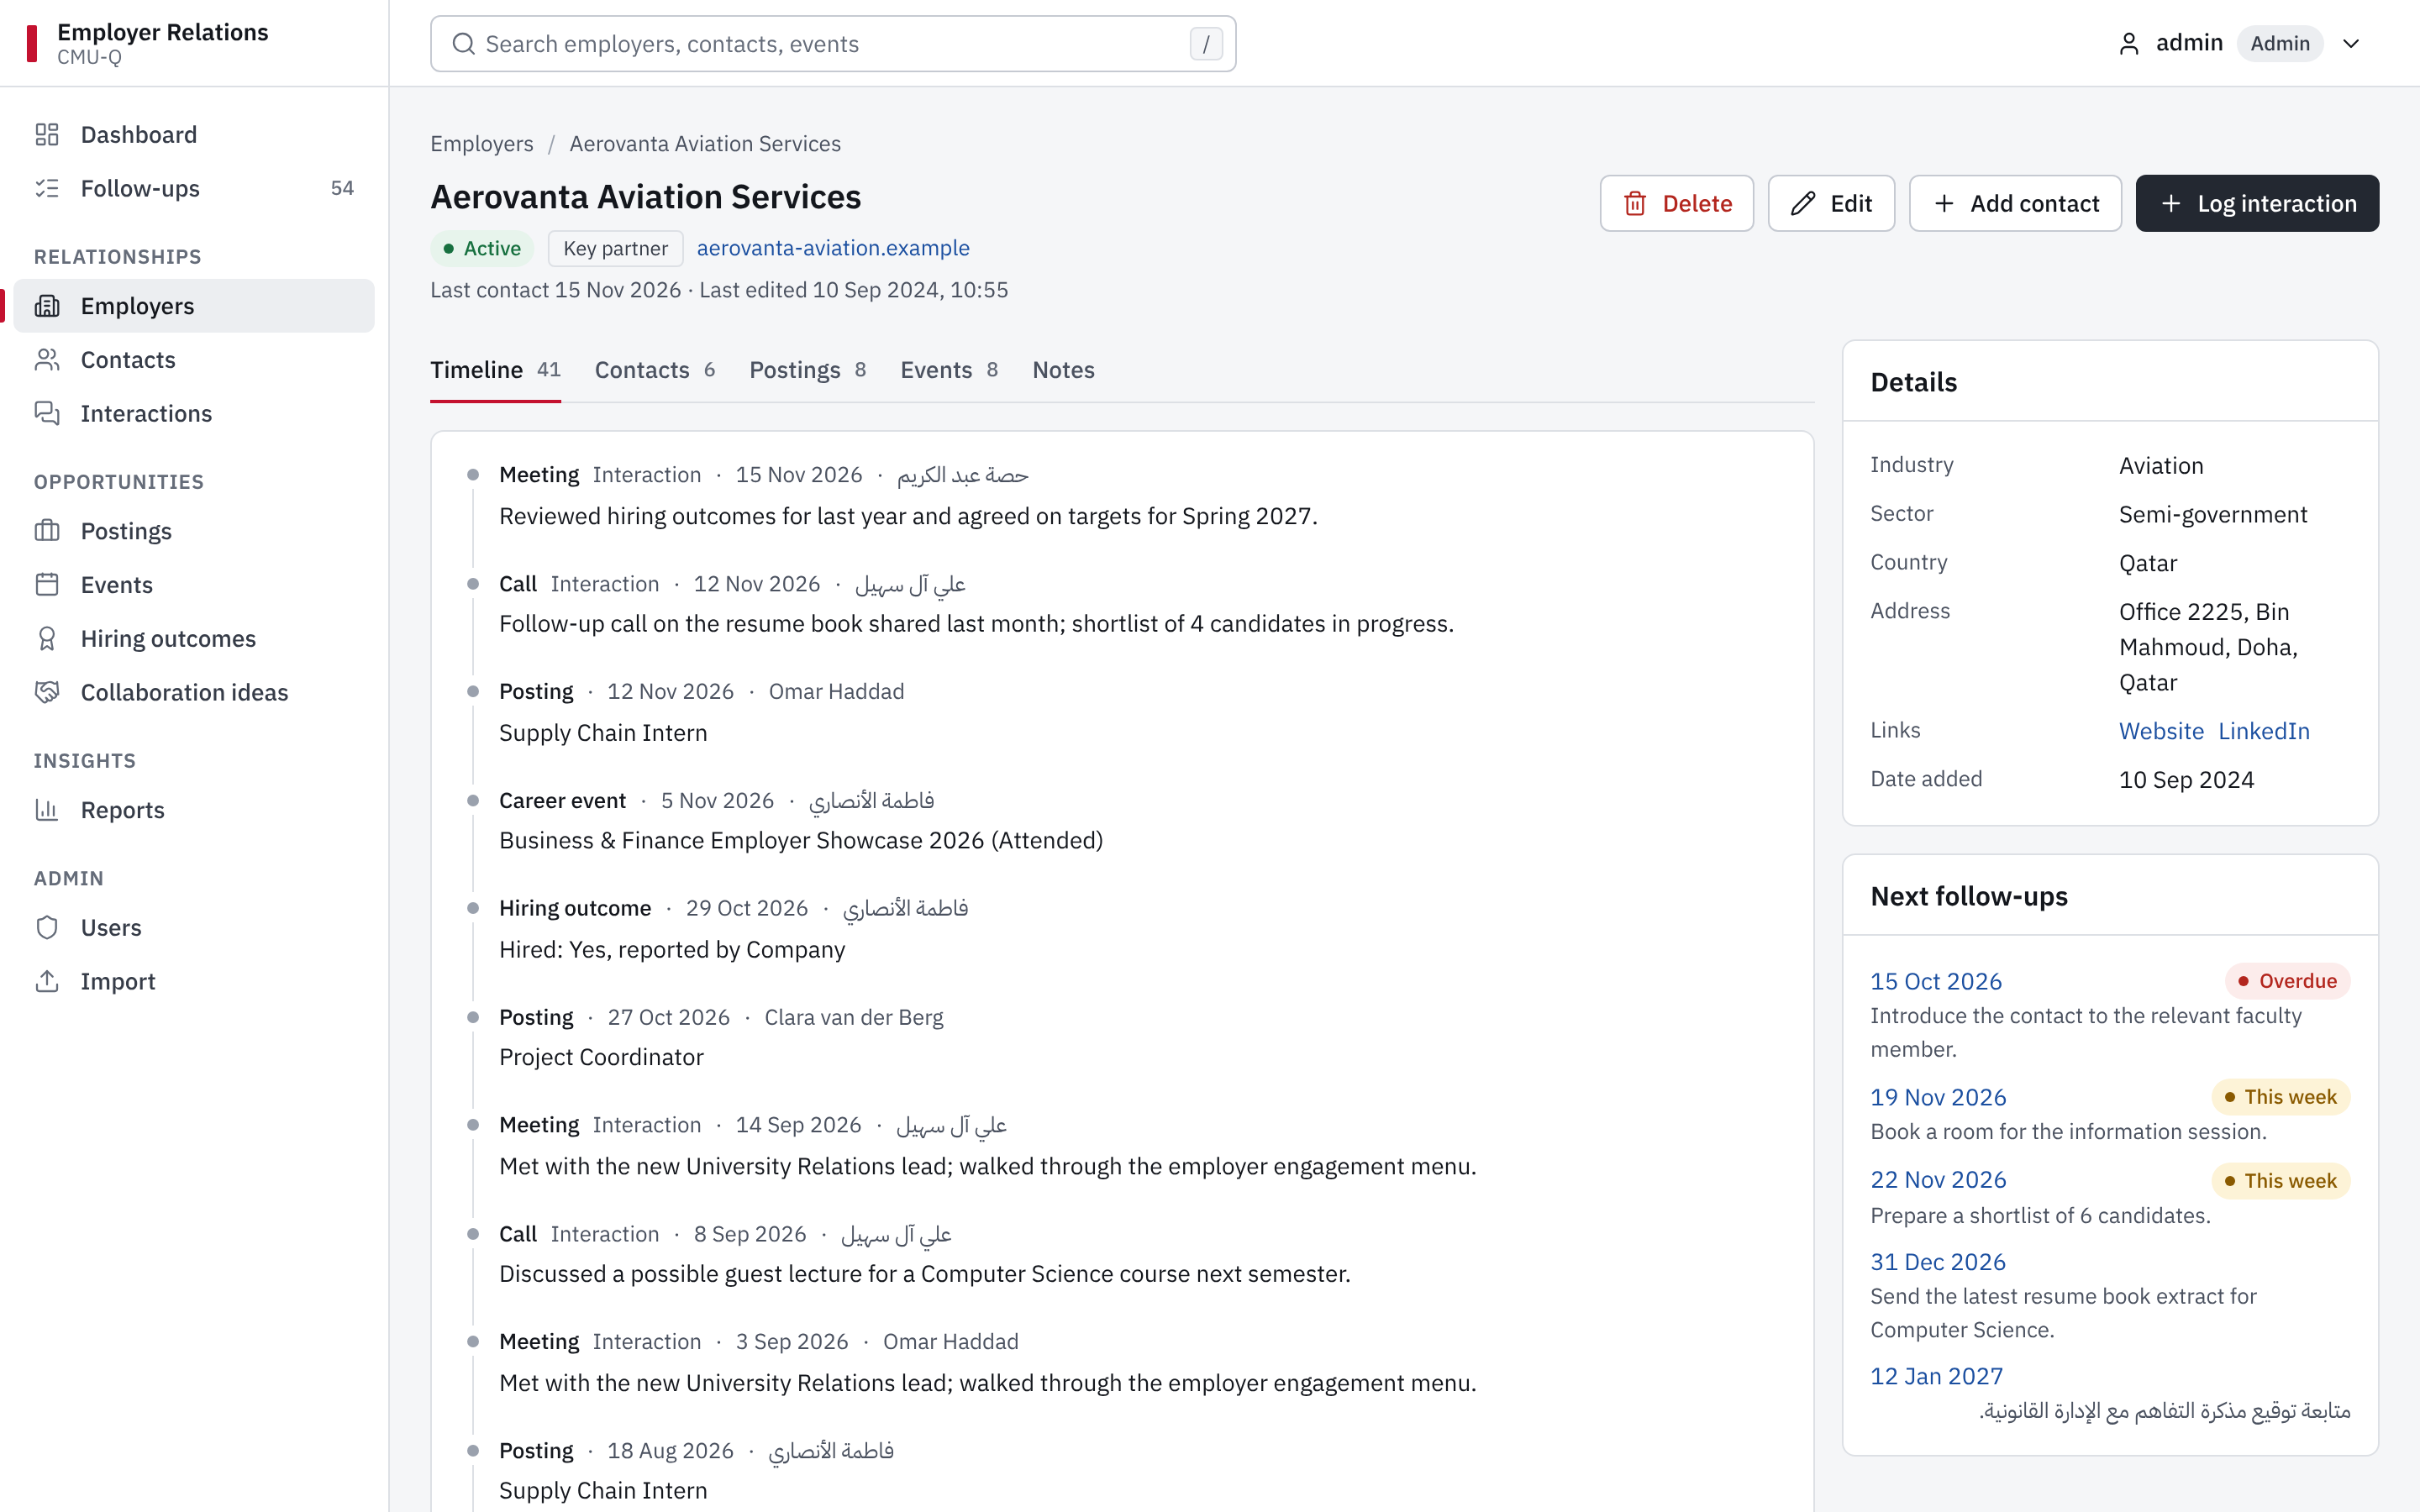 Employer Relations
CMU-Q
Search employers, contacts, events /
admin Admin
Dashboard
Follow-ups 54
RELATIONSHIPS
Employers
Contacts
Interactions
OPPORTUNITIES
Postings
Events
Hiring outcomes
Collaboration ideas
INSIGHTS
Reports
ADMIN
Users
Import
Employers / Aerovanta Aviation Services
Aerovanta Aviation Services
Active Key partner aerovanta-aviation.example
Last contact 15 Nov 2026 · Last edited 10 Sep 2024, 10:55
Delete Edit + Add contact + Log interaction
Timeline 41 Contacts 6 Postings 8 Events 8 Notes
Meeting Interaction · 15 Nov 2026 · حصة عبد الكريم
Reviewed hiring outcomes for last year and agreed on targets for Spring 2027.
Call Interaction · 12 Nov 2026 · علي آل سهيل
Follow-up call on the resume book shared last month; shortlist of 4 candidates in progress.
Posting · 12 Nov 2026 · Omar Haddad
Supply Chain Intern
Career event · 5 Nov 2026 · فاطمة الأنصاري
Business & Finance Employer Showcase 2026 (Attended)
Hiring outcome · 29 Oct 2026 · فاطمة الأنصاري
Hired: Yes, reported by Company
Posting · 27 Oct 2026 · Clara van der Berg
Project Coordinator
Meeting Interaction · 14 Sep 2026 · علي آل سهيل
Met with the new University Relations lead; walked through the employer engagement menu.
Call Interaction · 8 Sep 2026 · علي آل سهيل
Discussed a possible guest lecture for a Computer Science course next semester.
Meeting Interaction · 3 Sep 2026 · Omar Haddad
Met with the new University Relations lead; walked through the employer engagement menu.
Posting · 18 Aug 2026 · فاطمة الأنصاري
Supply Chain Intern
Details
Industry Aviation
Sector Semi-government
Country Qatar
Address Office 2225, Bin
Mahmoud, Doha,
Qatar
Links Website LinkedIn
Date added 10 Sep 2024
Next follow-ups
15 Oct 2026 Overdue
Introduce the contact to the relevant faculty
member.
19 Nov 2026 This week
Book a room for the information session.
22 Nov 2026 This week
Prepare a shortlist of 6 candidates.
31 Dec 2026
Send the latest resume book extract for
Computer Science.
12 Jan 2027
متابعة توقيع مذكرة التفاهم مع الإدارة القانونية.